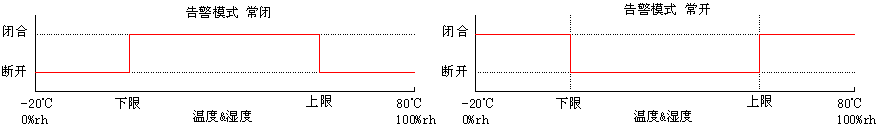 告警模式 常闭
闭合
断开
-20℃ 下限 上限 80℃
0%rh 温度&湿度 100%rh
告警模式 常开
闭合
断开
-20℃ 下限 上限 80℃
0%rh 温度&湿度 100%rh